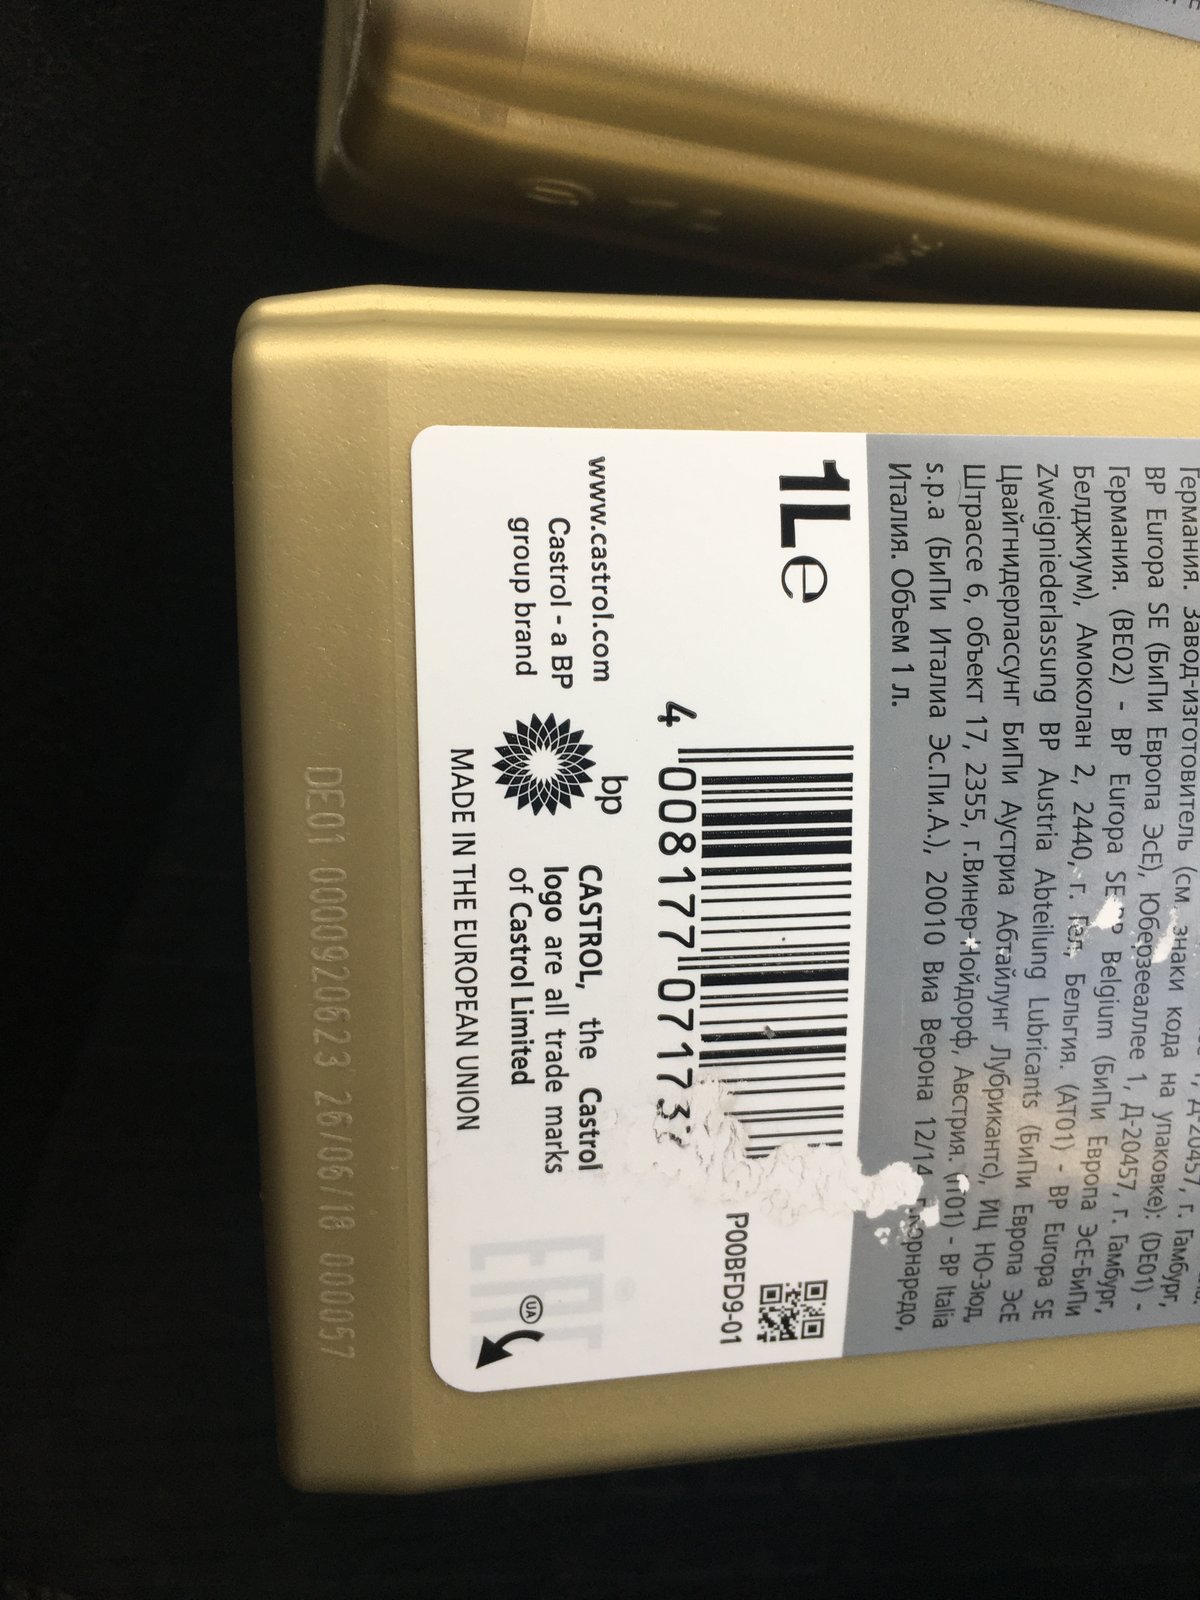 Германия. Завод-изготовитель (см. знаки кода на упаковке): (DE01) -
BP Europa SE (БиПи Европа ЭсЕ), Юберзееаллее 1, Д-20457, г. Гамбург,
Германия. (BE02) - BP Europa SE Belgium (БиПи Европа ЭсЕ-БиПи
Белджиум), Амоколан 2, 2440, г. Гел, Бельгия. (AT01) - BP Europa SE
Zweigniederlassung BP Austria Abteilung Lubricants (БиПи Европа ЭсЕ
Цвайгнидерлассунг БиПи Аустриа Абтайлунг Лубрикантс), ИЦ НО-Зюд,
Штрассе 6, объект 17, 2355, г.Винер-Нойдорф, Австрия. (IT01) - BP Italia
s.p.a (БиПи Италиа Эс.Пи.А.), 20010 Виа Верона 12/14
Италия. Объем 1 л.
1Le
4 008177 07173
P00BFD9-01
www.castrol.com
Castrol - a BP
group brand
bp
CASTROL, the Castrol
logo are all trade marks
of Castrol Limited
MADE IN THE EUROPEAN UNION
EAC
UA
DE01 0000920623 26/06/18 000057